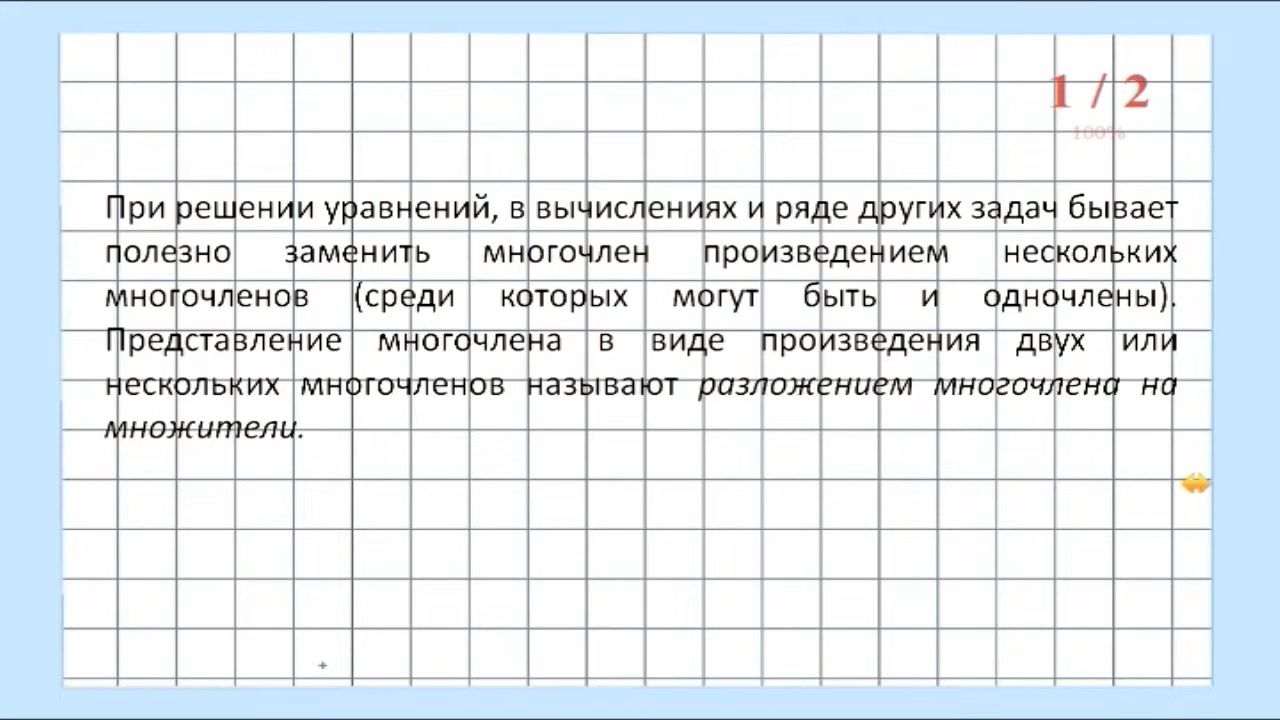 1 / 2
100%
При решении уравнений, в вычислениях и ряде других задач бывает
полезно заменить многочлен произведением нескольких
многочленов (среди которых могут быть и одночлены).
Представление многочлена в виде произведения двух или
нескольких многочленов называют разложением многочлена на
множители.